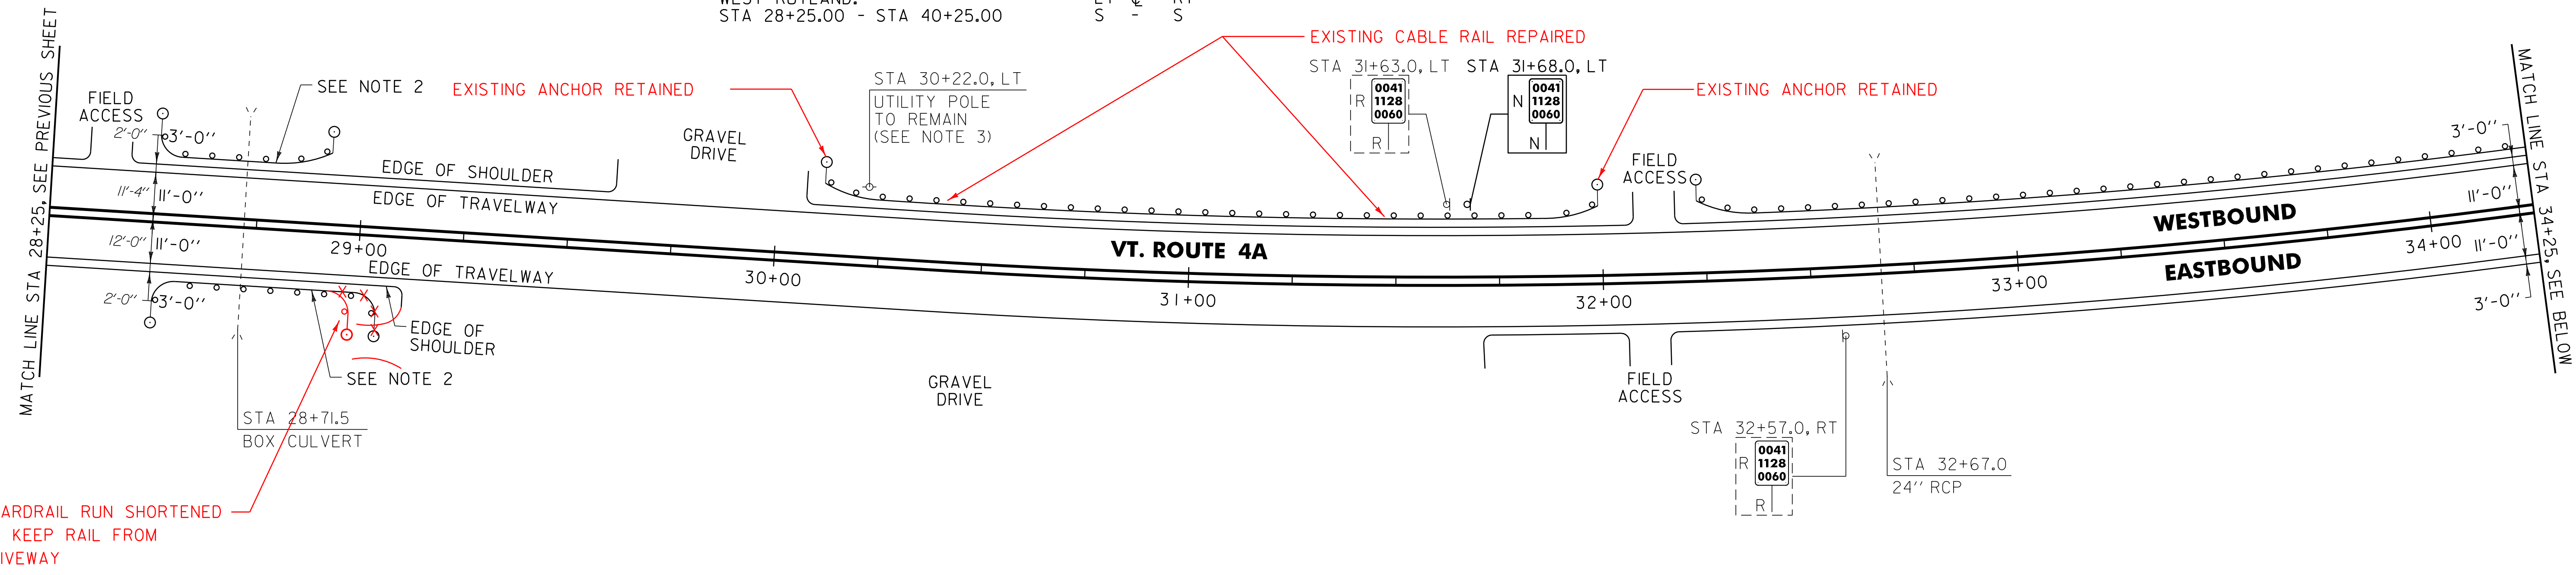 STA 28+25.00 - STA 40+25.00 S - S
MATCH LINE STA 28+25, SEE PREVIOUS SHEET
FIELD
ACCESS
2'-0" 3'-0"
SEE NOTE 2
EXISTING ANCHOR RETAINED
STA 30+22.0, LT
UTILITY POLE
TO REMAIN
(SEE NOTE 3)
GRAVEL
DRIVE
EXISTING CABLE RAIL REPAIRED
STA 31+63.0, LT
R
0041
1128
0060
R
STA 31+68.0, LT
N
0041
1128
0060
N
EXISTING ANCHOR RETAINED
FIELD
ACCESS
3'-0"
MATCH LINE STA 34+25, SEE BELOW
EDGE OF SHOULDER
EDGE OF TRAVELWAY
11'-4" 11'-0"
11'-0"
WESTBOUND
12'-0" 11'-0"
29+00
30+00
31+00
32+00
33+00
34+00
11'-0"
VT. ROUTE 4A
EASTBOUND
EDGE OF TRAVELWAY
2'-0" 3'-0"
3'-0"
EDGE OF
SHOULDER
SEE NOTE 2
GRAVEL
DRIVE
FIELD
ACCESS
STA 28+71.5
BOX CULVERT
STA 32+57.0, RT
R
0041
1128
0060
R
STA 32+67.0
24" RCP
ARDRAIL RUN SHORTENED
KEEP RAIL FROM
IVEWAY